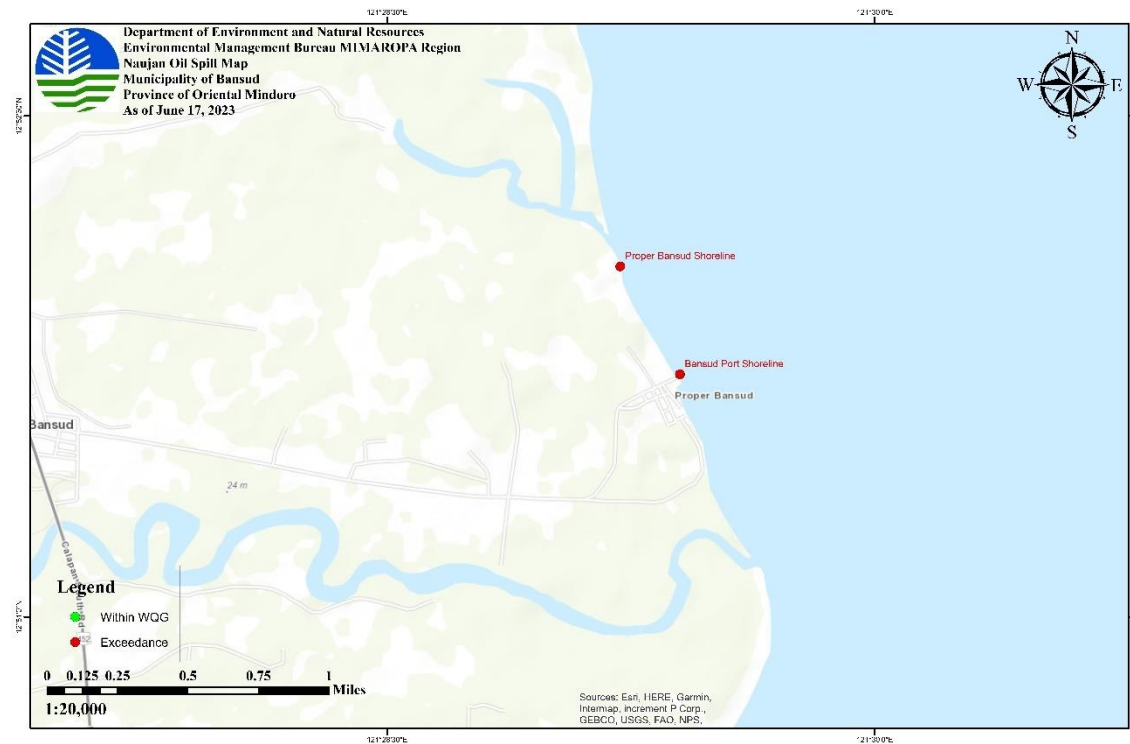 121°28'30"E
121°30'0"E
Department of Environment and Natural Resources
Environmental Management Bureau MIMAROPA Region
Naujan Oil Spill Map
Municipality of Bansud
Province of Oriental Mindoro
As of June 17, 2023
N
W
E
S
Proper Bansud Shoreline
Bansud Port Shoreline
Proper Bansud
Bansud
24 m
Calapan
Legend
Within WQG
Exceedance
0 0.125 0.25 0.5 0.75 1
Miles
1:20,000
Sources: Esri, HERE, Garmin,
Intermap, increment P Corp.,
GEBCO, USGS, FAO, NPS,
121°28'30"E
121°30'0"E